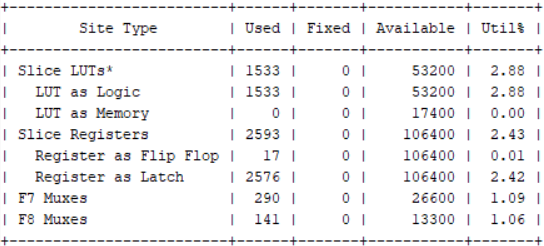 +----------------------------+------+-------+-----------+-------+
|          Site Type         | Used | Fixed | Available | Util% |
+----------------------------+------+-------+-----------+-------+
| Slice LUTs*                | 1533 |     0 |     53200 |  2.88 |
|   LUT as Logic             | 1533 |     0 |     53200 |  2.88 |
|   LUT as Memory            |    0 |     0 |     17400 |  0.00 |
| Slice Registers            | 2593 |     0 |    106400 |  2.43 |
|   Register as Flip Flop    |   17 |     0 |    106400 |  0.01 |
|   Register as Latch        | 2576 |     0 |    106400 |  2.42 |
| F7 Muxes                   |  290 |     0 |     26600 |  1.09 |
| F8 Muxes                   |  141 |     0 |     13300 |  1.06 |
+----------------------------+------+-------+-----------+-------+